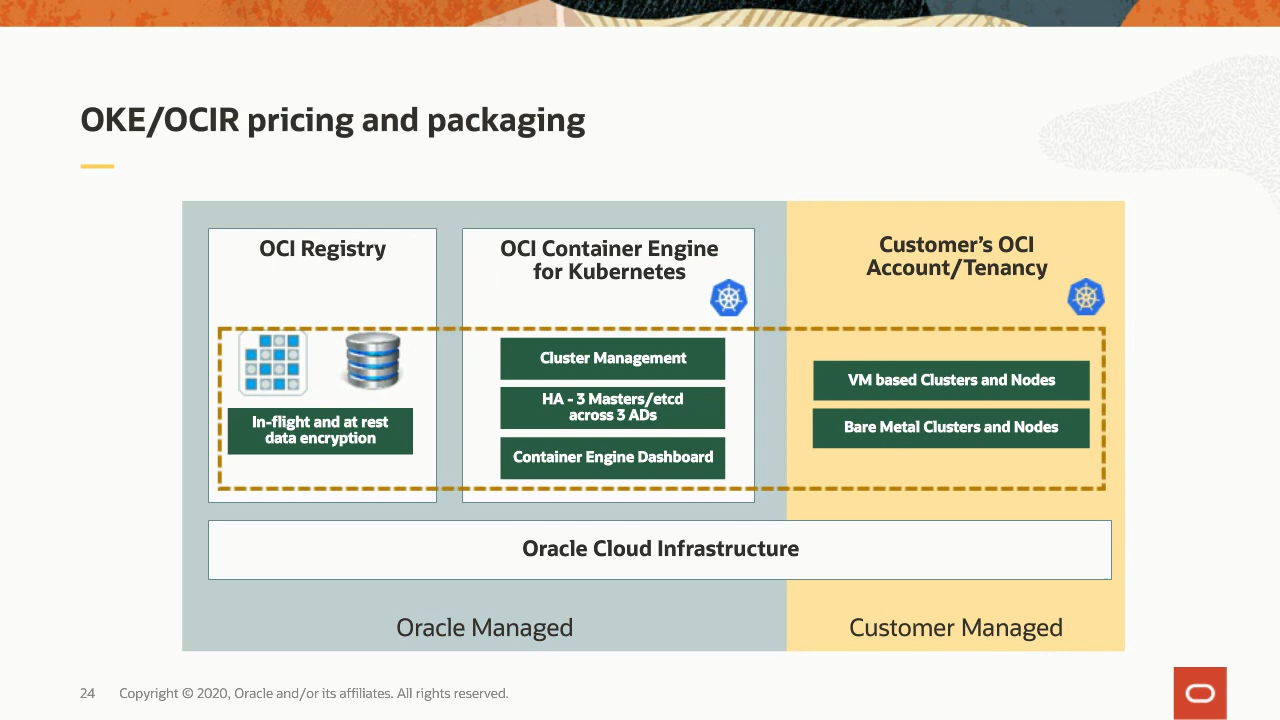 OKE/OCIR pricing and packaging
OCI Registry
In-flight and at rest
data encryption
OCI Container Engine
for Kubernetes
Cluster Management
HA - 3 Masters/etcd
across 3 ADs
Container Engine Dashboard
Customer’s OCI
Account/Tenancy
VM based Clusters and Nodes
Bare Metal Clusters and Nodes
Oracle Cloud Infrastructure
Oracle Managed
Customer Managed
24 Copyright © 2020, Oracle and/or its affiliates. All rights reserved.